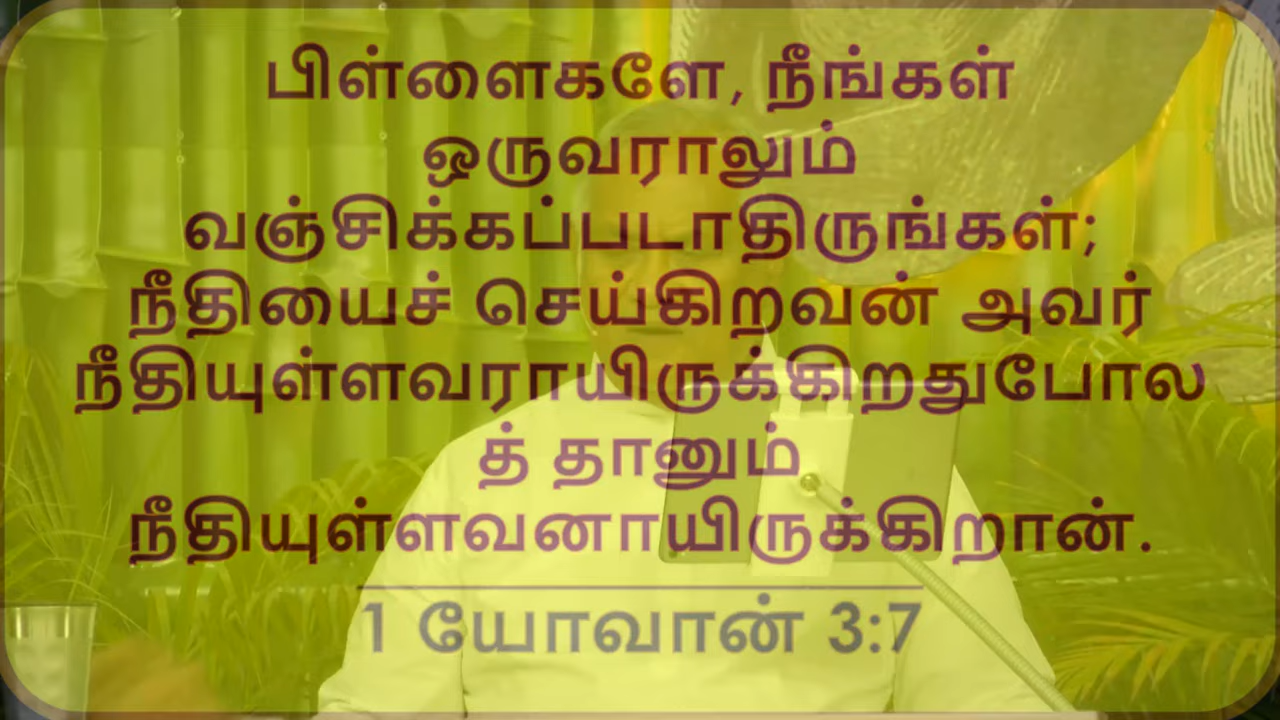 பிள்ளைகளே, நீங்கள்
ஒருவராலும்
வஞ்சிக்கப்படாதிருங்கள்;
நீதியைச் செய்கிறவன் அவர்
நீதியுள்ளவராயிருக்கிறதுபோல
த் தானும்
நீதியுள்ளவனாயிருக்கிறான்.
1 யோவான் 3:7